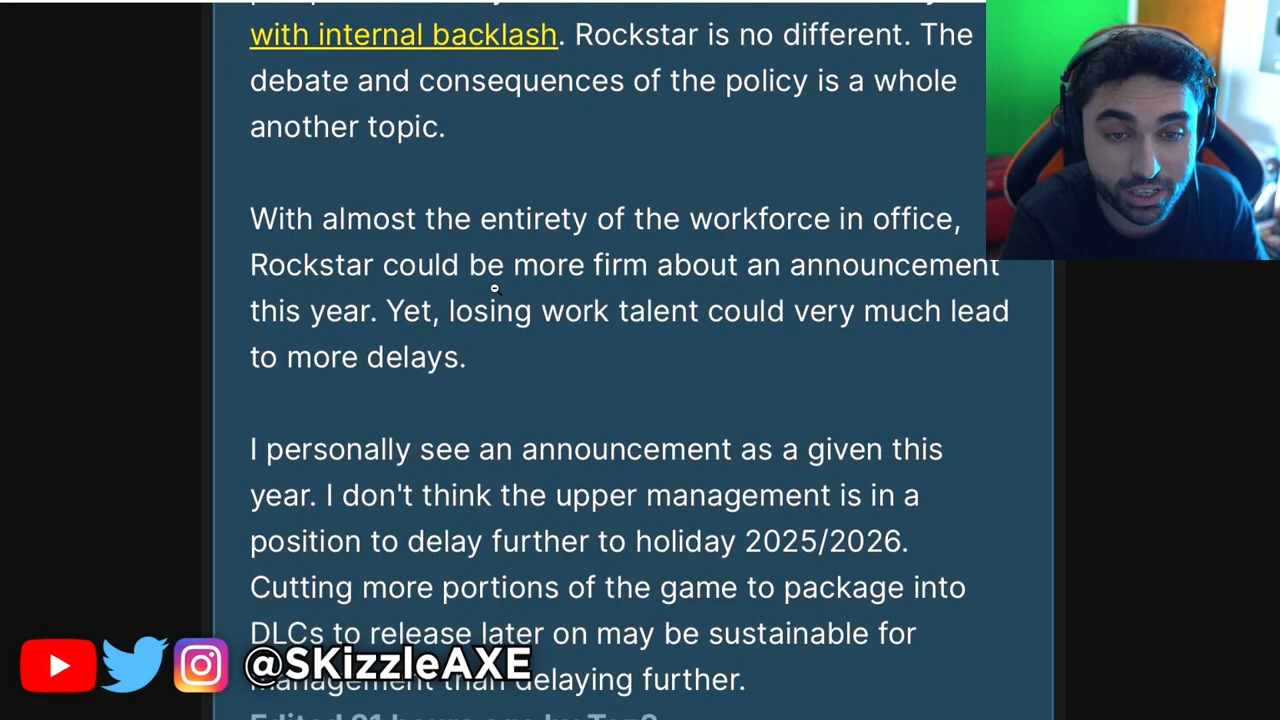 with internal backlash. Rockstar is no different. The
debate and consequences of the policy is a whole
another topic.
With almost the entirety of the workforce in office,
Rockstar could be more firm about an announcement
this year. Yet, losing work talent could very much lead
to more delays.
I personally see an announcement as a given this
year. I don't think the upper management is in a
position to delay further to holiday 2025/2026.
Cutting more portions of the game to package into
DLCs to release later on may be sustainable for
management than delaying further.
@SKizzleAXE